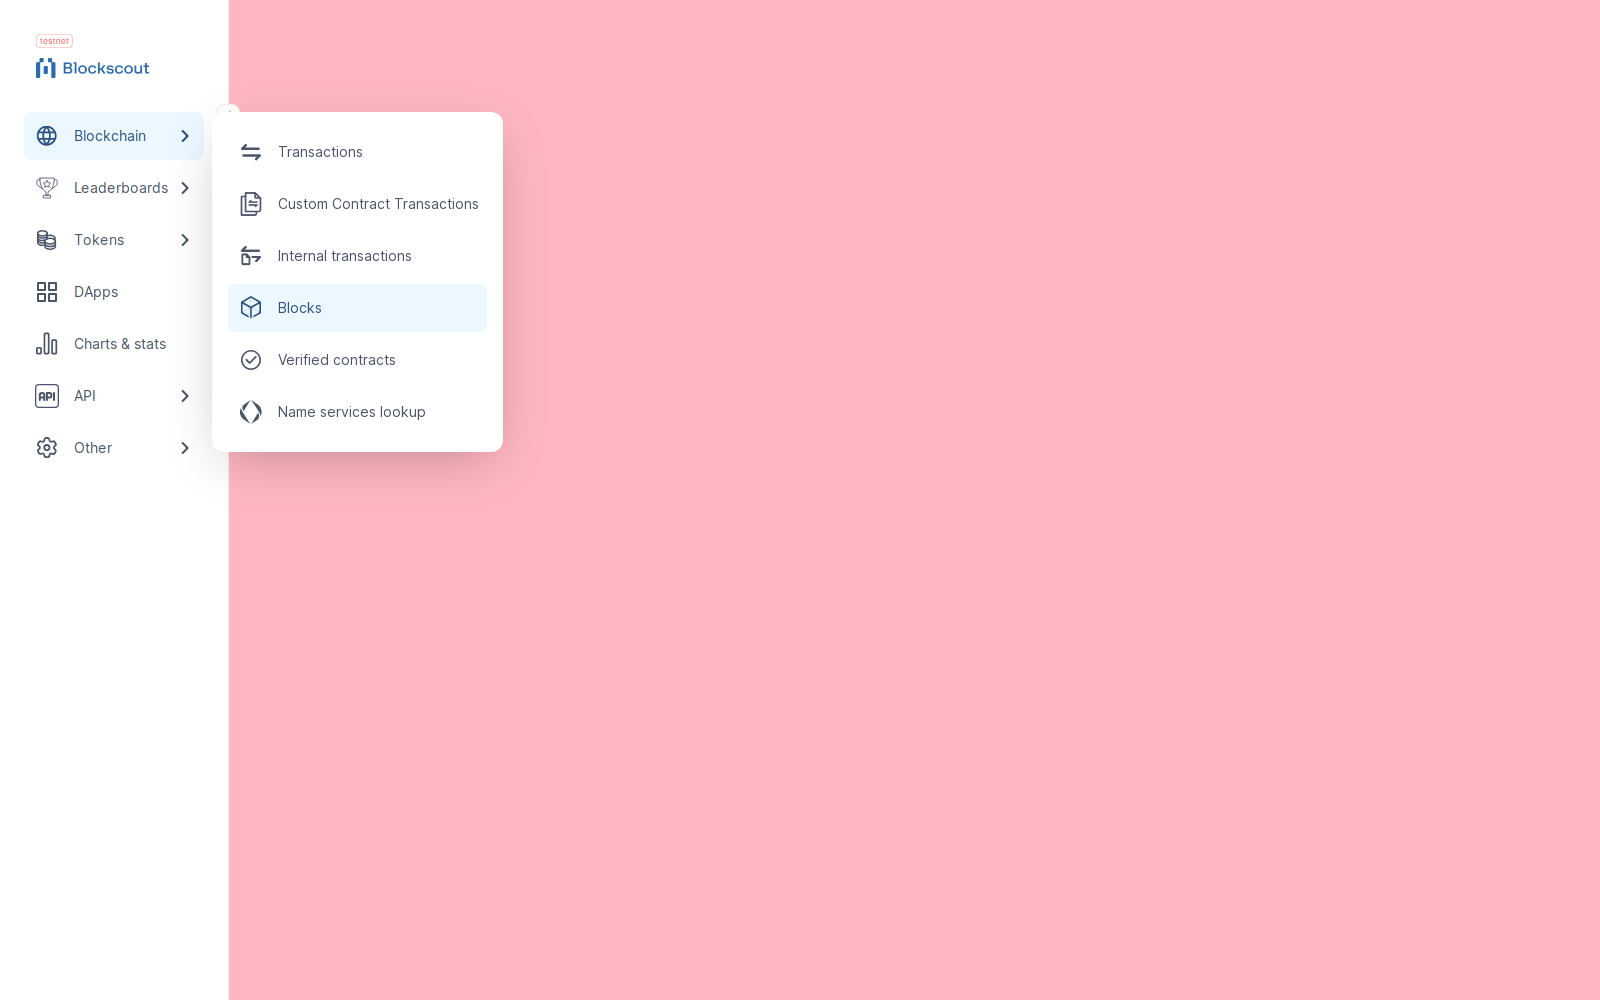 testnet
Blockscout
Blockchain
Leaderboards
Tokens
DApps
Charts & stats
API
API
Other
Transactions
Custom Contract Transactions
Internal transactions
Blocks
Verified contracts
Name services lookup